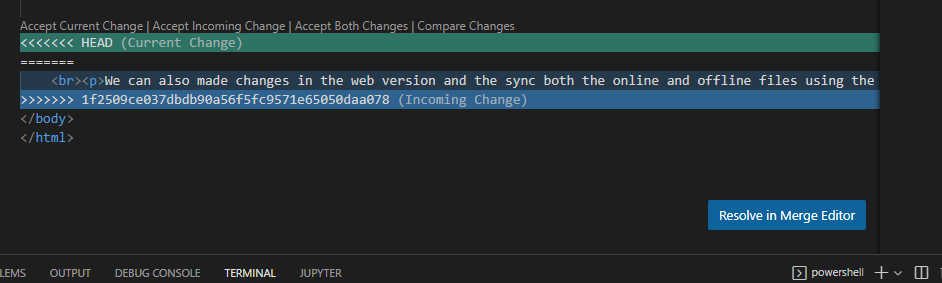 Accept Current Change | Accept Incoming Change | Accept Both Changes | Compare Changes
<<<<<<< HEAD (Current Change)
=======
<br><p>We can also made changes in the web version and the sync both the online and offline files using the
>>>>>>> 1f2509ce037dbdb90a56f5fc9571e65050daa078 (Incoming Change)
</body>
</html>
Resolve in Merge Editor
LEMS OUTPUT DEBUG CONSOLE TERMINAL JUPYTER powershell